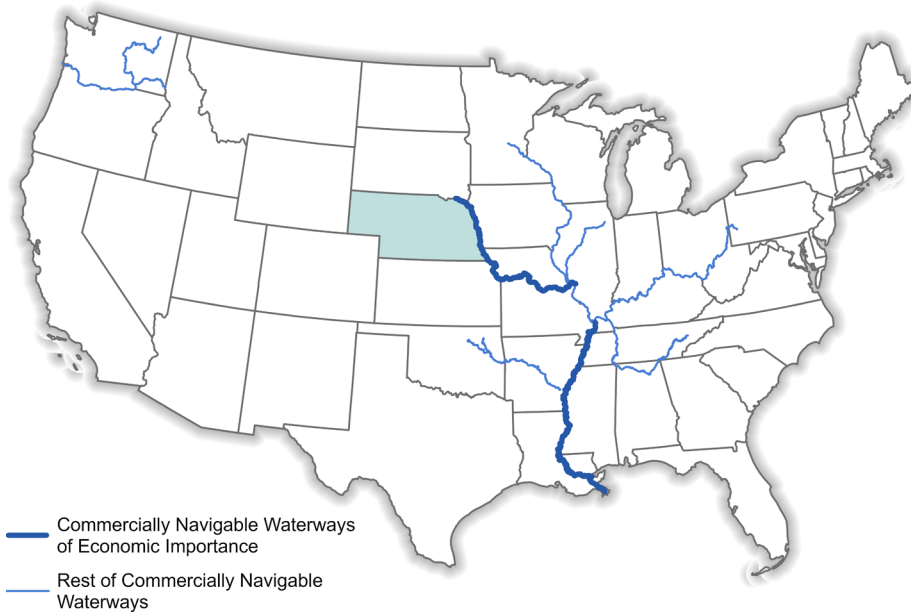 Commercially Navigable Waterways
of Economic Importance
Rest of Commercially Navigable
Waterways